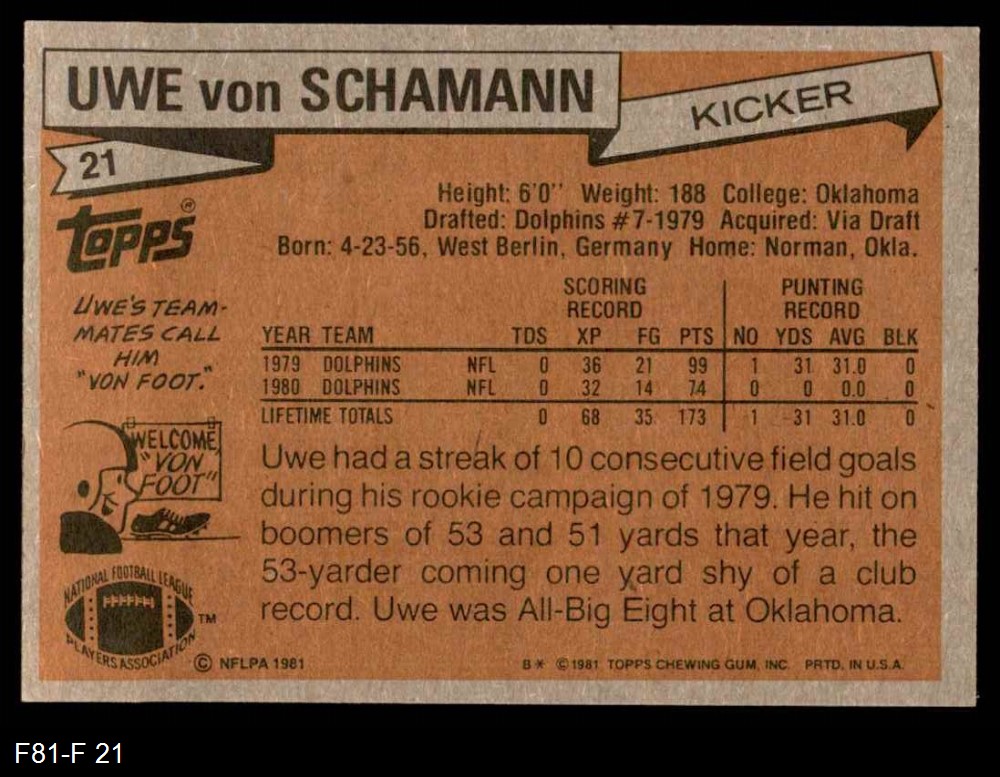 UWE von SCHAMANN
KICKER
21
TOPPS®
Height: 6'0'' Weight: 188 College: Oklahoma
Drafted: Dolphins #7-1979 Acquired: Via Draft
Born: 4-23-56, West Berlin, Germany Home: Norman, Okla.
UWE'S TEAM-
MATES CALL
HIM
"VON FOOT."
WELCOME
"VON
FOOT"
SCORING PUNTING
RECORD RECORD
YEAR TEAM TDS XP FG PTS NO YDS AVG BLK
1979 DOLPHINS NFL 0 36 21 99 1 31 31.0 0
1980 DOLPHINS NFL 0 32 14 74 0 0 0.0 0
LIFETIME TOTALS 0 68 35 173 1 31 31.0 0
Uwe had a streak of 10 consecutive field goals
during his rookie campaign of 1979. He hit on
boomers of 53 and 51 yards that year, the
53-yarder coming one yard shy of a club
record. Uwe was All-Big Eight at Oklahoma.
NATIONAL FOOTBALL LEAGUE
PLAYERS ASSOCIATION
TM
© NFLPA 1981
B* ©1981 TOPPS CHEWING GUM, INC. PRTD. IN U.S.A.
F81-F 21